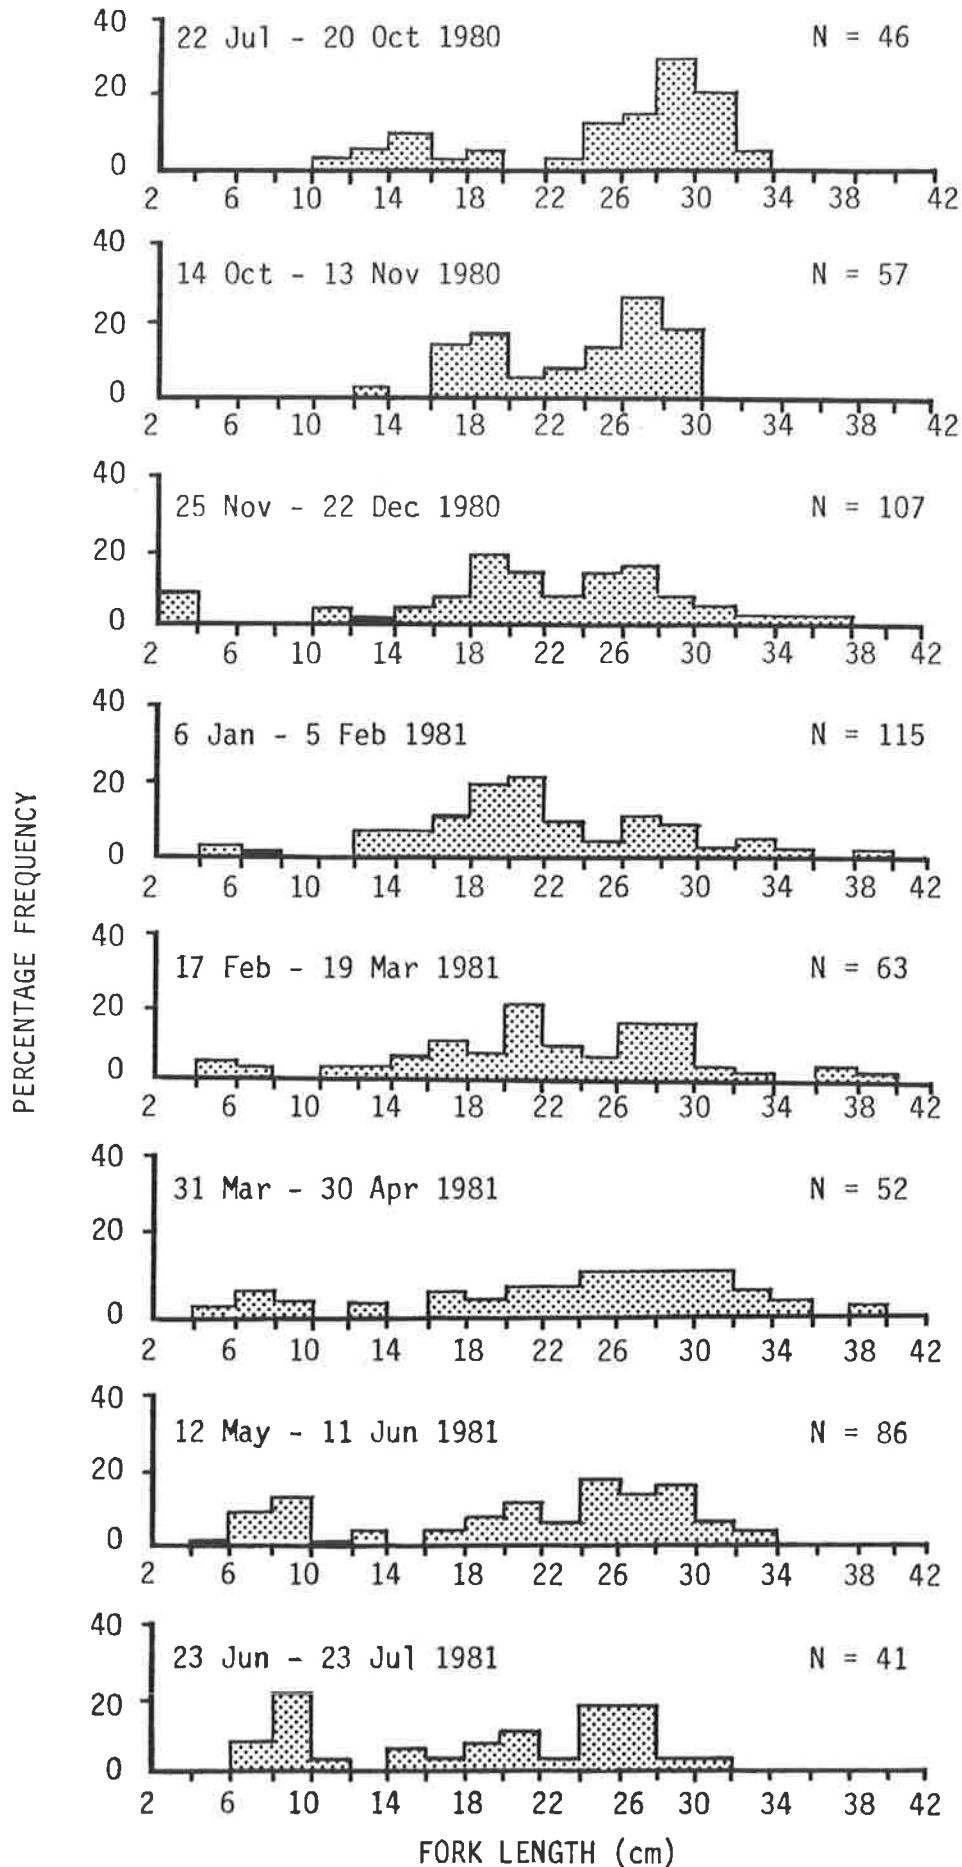 40
22 Jul - 20 Oct 1980 N = 46
20
0
2 6 10 14 18 22 26 30 34 38 42
40
14 Oct - 13 Nov 1980 N = 57
20
0
2 6 10 14 18 22 26 30 34 38 42
40
25 Nov - 22 Dec 1980 N = 107
20
0
2 6 10 14 18 22 26 30 34 38 42
40
6 Jan - 5 Feb 1981 N = 115
20
0
2 6 10 14 18 22 26 30 34 38 42
PERCENTAGE FREQUENCY
40
17 Feb - 19 Mar 1981 N = 63
20
0
2 6 10 14 18 22 26 30 34 38 42
40
31 Mar - 30 Apr 1981 N = 52
20
0
2 6 10 14 18 22 26 30 34 38 42
40
12 May - 11 Jun 1981 N = 86
20
0
2 6 10 14 18 22 26 30 34 38 42
40
23 Jun - 23 Jul 1981 N = 41
20
0
2 6 10 14 18 22 26 30 34 38 42
FORK LENGTH (cm)